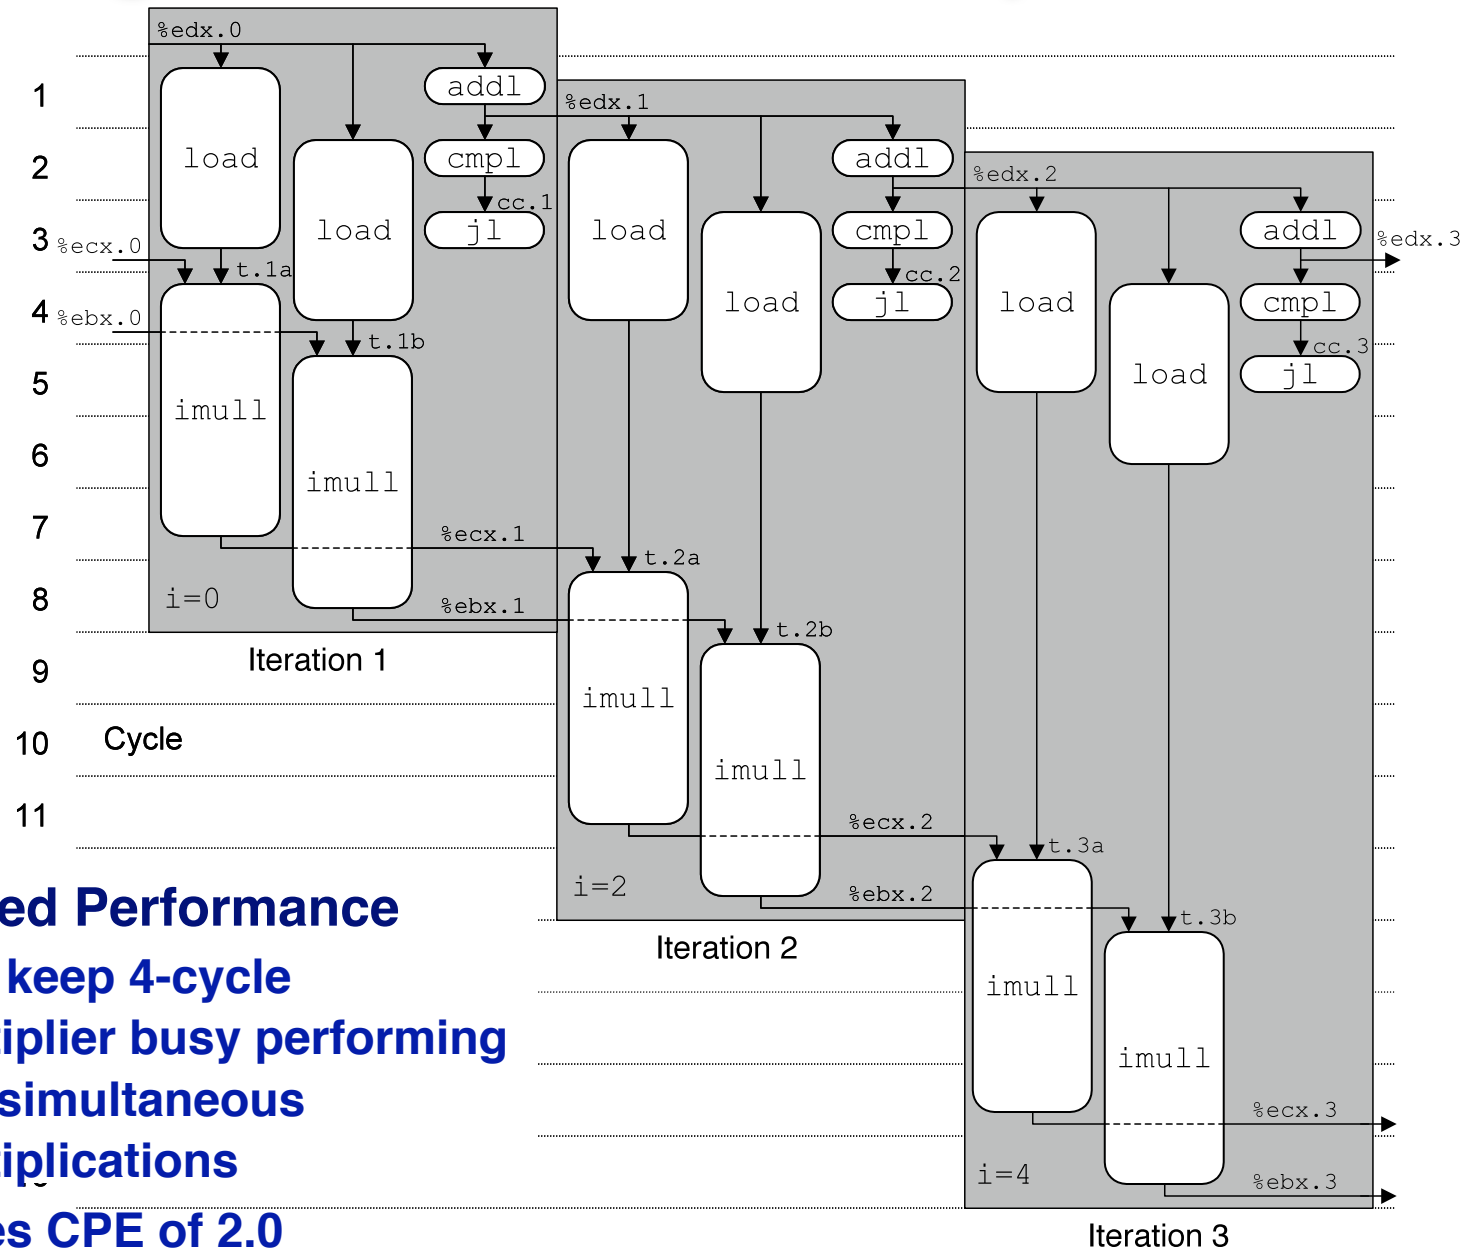 %edx.0
1
addl
%edx.1
load
load
cmpl
2
load
load
addl
%edx.2
cc.1
jl
3
%ecx.0
t.1a
load
cmpl
load
addl
%edx.3
cc.2
jl
4
%ebx.0
t.1b
load
cmpl
cc.3
jl
5
imull
6
imull
7
%ecx.1
t.2a
8
i=0
%ebx.1
t.2b
Iteration 1
9
imull
10
Cycle
imull
11
%ecx.2
t.3a
i=2
%ebx.2
t.3b
Iteration 2
imull
imull
%ecx.3
i=4
%ebx.3
Iteration 3
ed Performance
keep 4-cycle
tiplier busy performing
simultaneous
tiplications
es CPE of 2.0